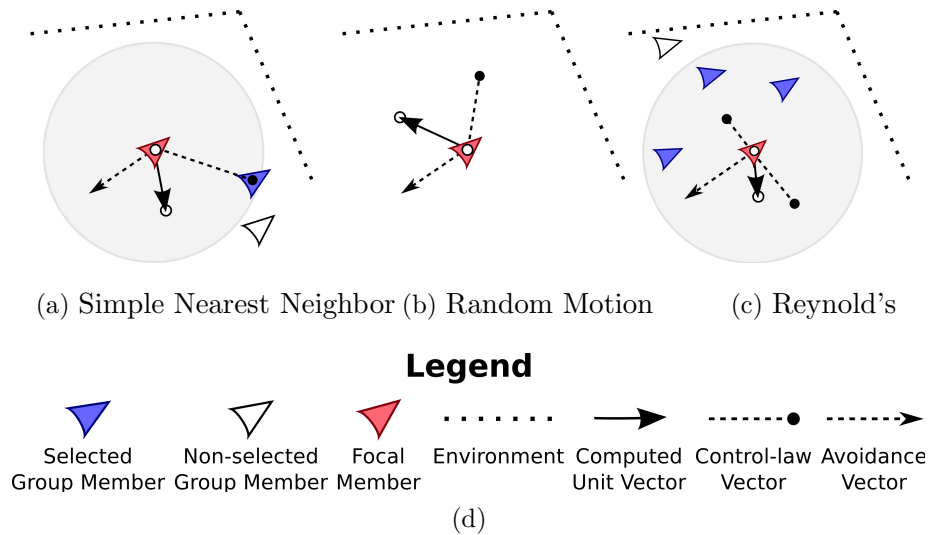 (a) Simple Nearest Neighbor (b) Random Motion (c) Reynold's
Legend
Selected Non-selected Focal Environment Computed Control-law Avoidance
Group Member Group Member Member Unit Vector Vector Vector
(d)